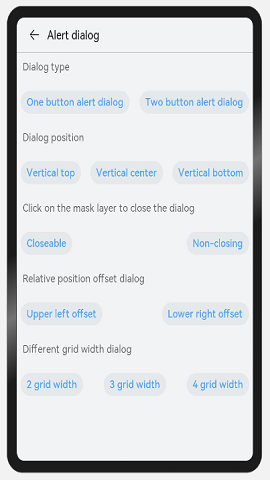 Alert dialog
Dialog type
One button alert dialog Two button alert dialog
Dialog position
Vertical top Vertical center Vertical bottom
Click on the mask layer to close the dialog
Closeable Non-closing
Relative position offset dialog
Upper left offset Lower right offset
Different grid width dialog
2 grid width 3 grid width 4 grid width